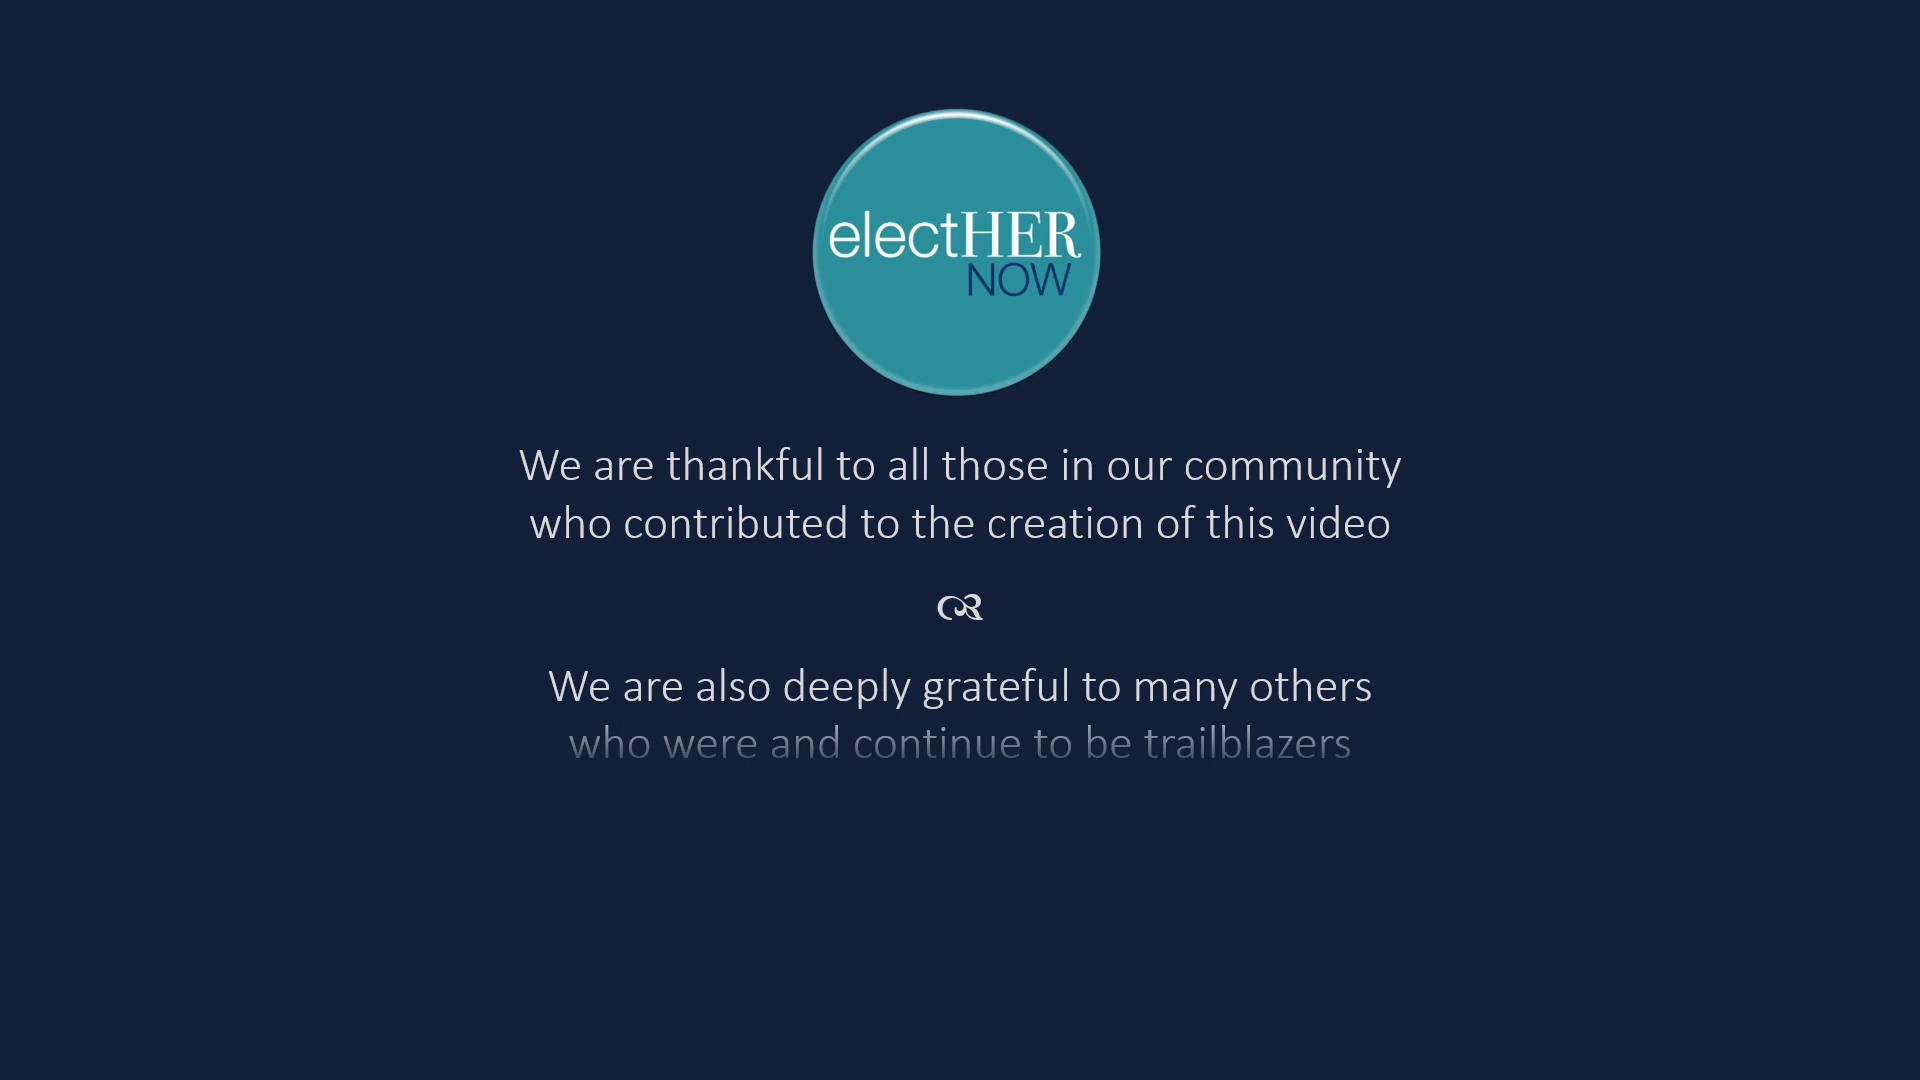 electHER
NOW
We are thankful to all those in our community
who contributed to the creation of this video
We are also deeply grateful to many others
who were and continue to be trailblazers